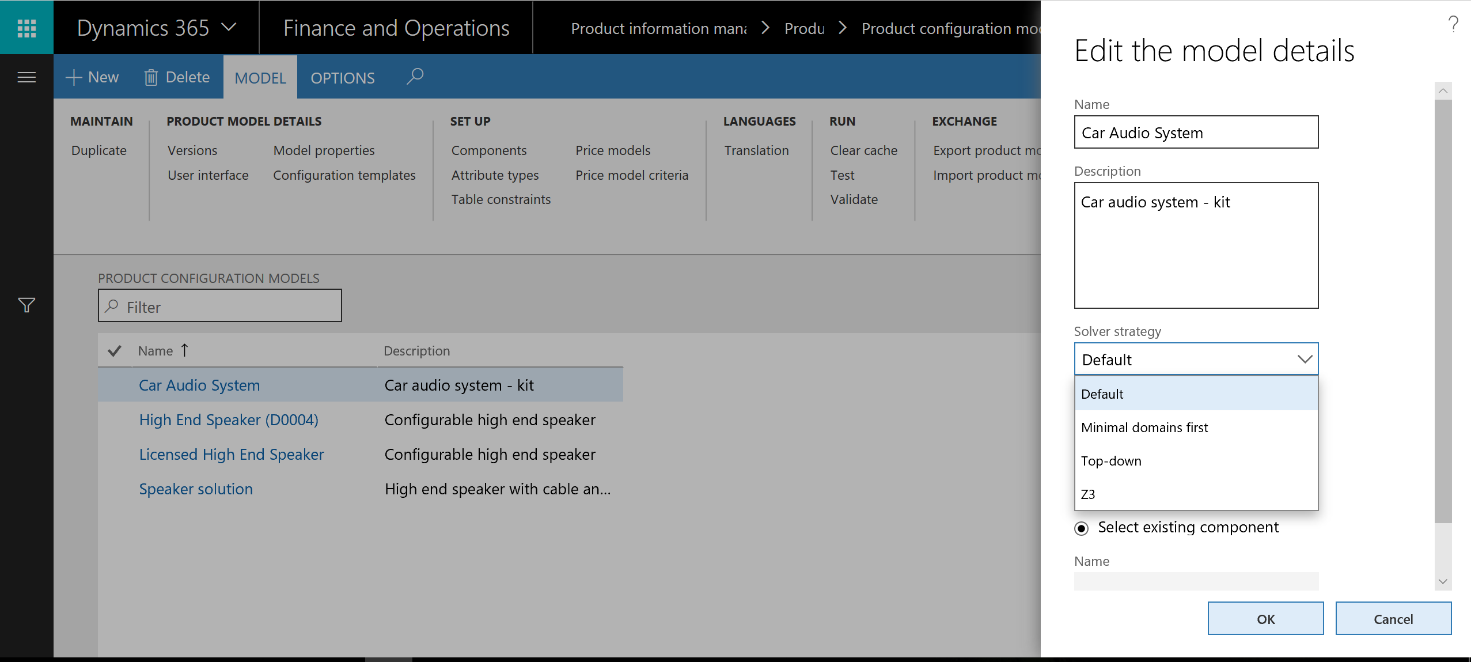 Dynamics 365 Finance and Operations Product information mana Produ Product configuration mo
New Delete MODEL OPTIONS
MAINTAIN PRODUCT MODEL DETAILS SET UP LANGUAGES RUN EXCHANGE
Duplicate Versions Model properties Components Price models Translation Clear cache Export product mo
User interface Configuration templates Attribute types Price model criteria Test Import product mo
Table constraints Validate
PRODUCT CONFIGURATION MODELS
Filter
Name Description
Car Audio System Car audio system - kit
High End Speaker (D0004) Configurable high end speaker
Licensed High End Speaker Configurable high end speaker
Speaker solution High end speaker with cable an...
?
Edit the model details
Name
Car Audio System
Description
Car audio system - kit
Solver strategy
Default
Default
Minimal domains first
Top-down
Z3
Select existing component
Name
OK Cancel